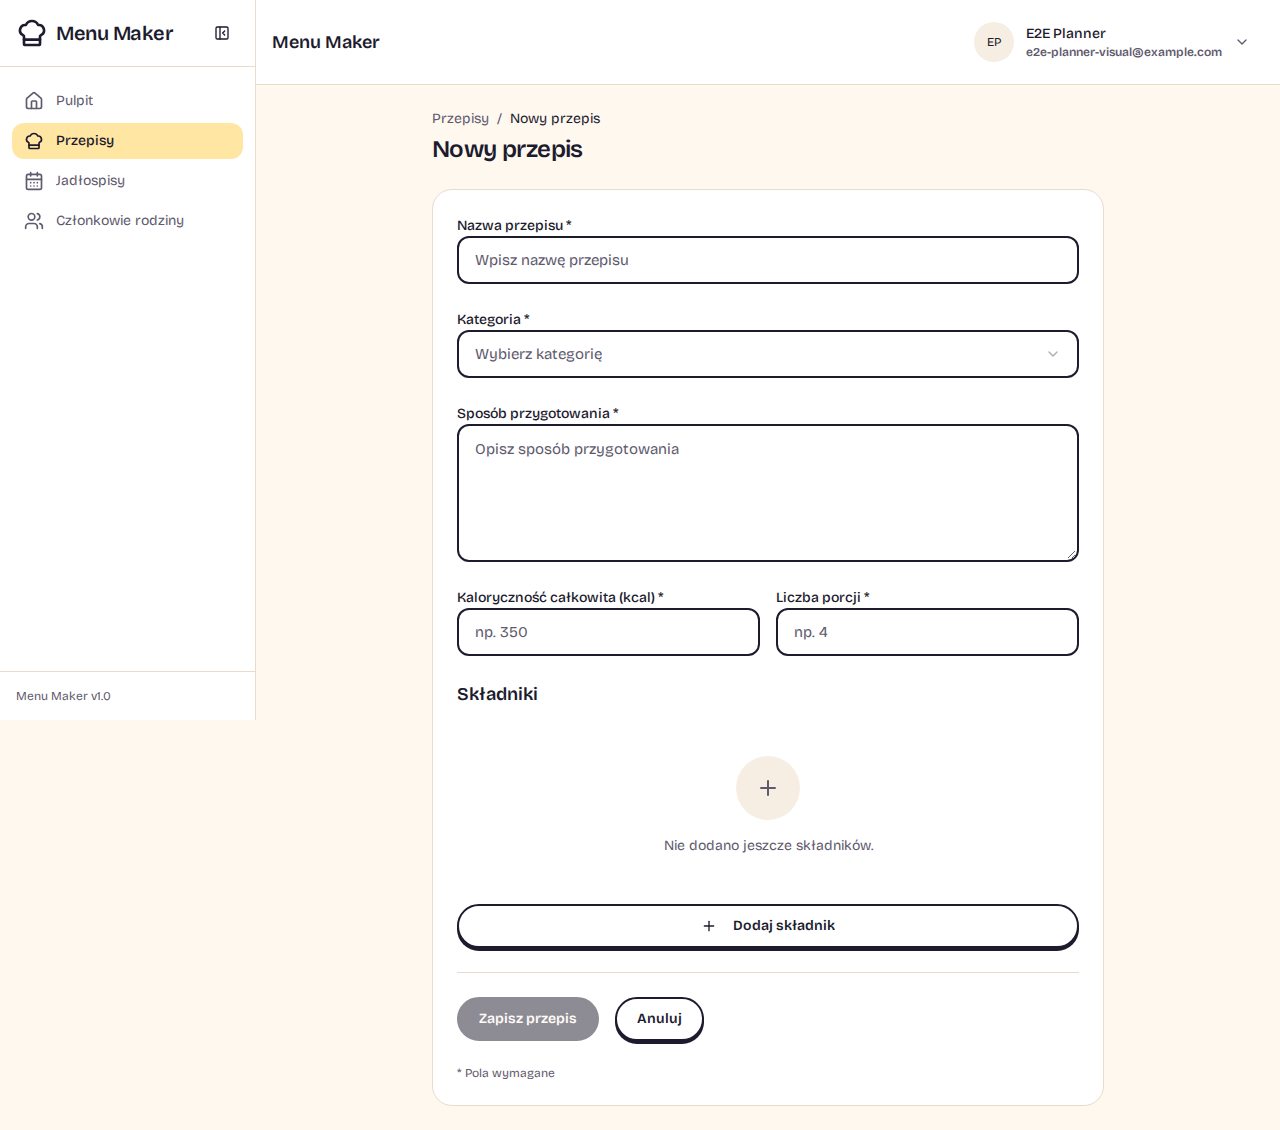 Menu Maker
Pulpit
Przepisy
Jadłospisy
Członkowie rodziny
Menu Maker v1.0
Menu Maker
EP
E2E Planner
e2e-planner-visual@example.com
Przepisy / Nowy przepis
Nowy przepis
Nazwa przepisu *
Wpisz nazwę przepisu
Kategoria *
Wybierz kategorię
Sposób przygotowania *
Opisz sposób przygotowania
Kaloryczność całkowita (kcal) *
np. 350
Liczba porcji *
np. 4
Składniki
Nie dodano jeszcze składników.
Dodaj składnik
Zapisz przepis
Anuluj
* Pola wymagane